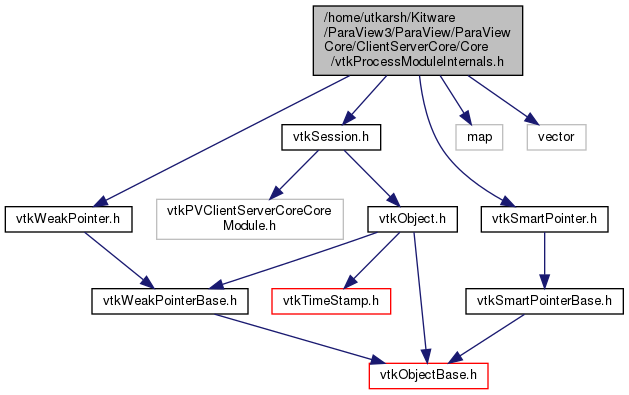 /home/utkarsh/Kitware
/ParaView3/ParaView/ParaView
Core/ClientServerCore/Core
/vtkProcessModuleInternals.h
vtkSession.h
map
vector
vtkWeakPointer.h
vtkPVClientServerCoreCore
Module.h
vtkObject.h
vtkSmartPointer.h
vtkWeakPointerBase.h
vtkTimeStamp.h
vtkSmartPointerBase.h
vtkObjectBase.h